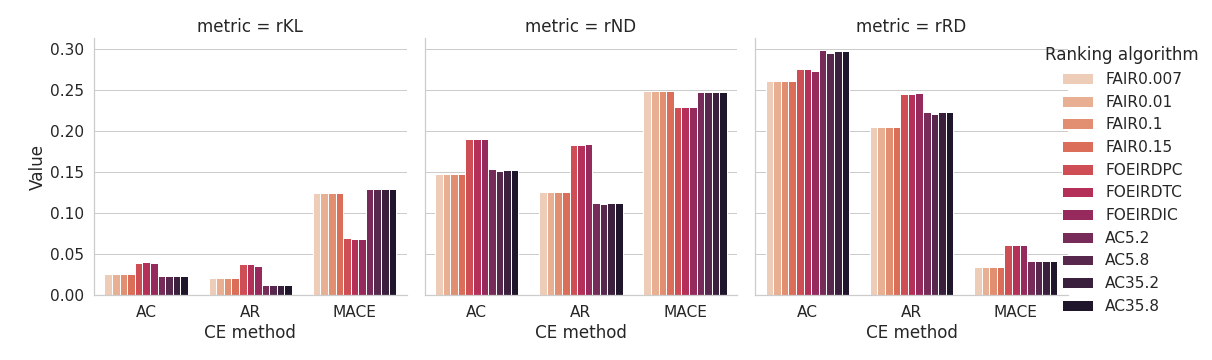 metric = rKL
metric = rND
metric = rRD
Value
0.30
0.25
0.20
0.15
0.10
0.05
0.00
AC AR MACE
CE method
AC AR MACE
CE method
AC AR MACE
CE method
Ranking algorithm
FAIR0.007
FAIR0.01
FAIR0.1
FAIR0.15
FOEIRDPC
FOEIRDTC
FOEIRDIC
AC5.2
AC5.8
AC35.2
AC35.8